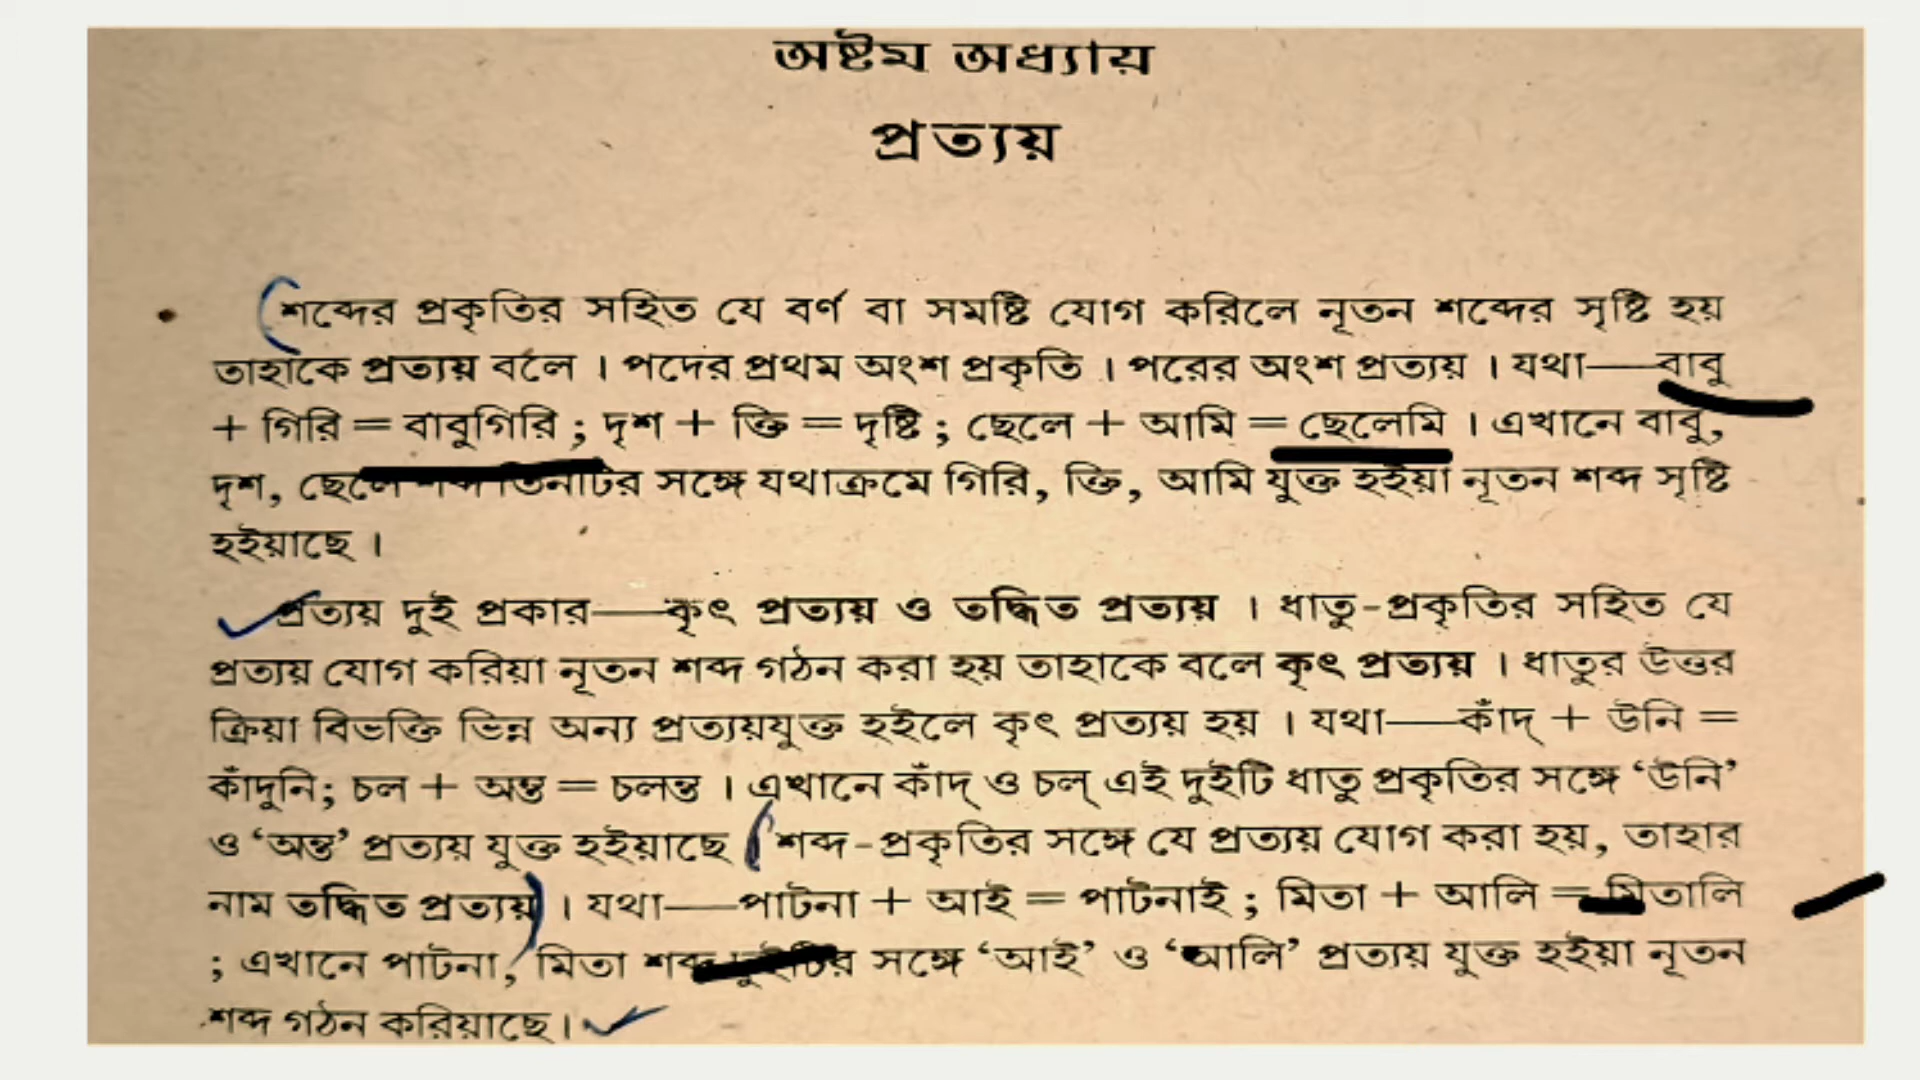 অষ্টম অধ্যায়
প্রত্যয়
শব্দের প্রকৃতির সহিত যে বর্ণ বা সমষ্টি যোগ করিলে নূতন শব্দের সৃষ্টি হয়
তাহাকে প্রত্যয় বলে । পদের প্রথম অংশ প্রকৃতি । পরের অংশ প্রত্যয় । যথা—বাবু
+ গিরি = বাবুগিরি ; দৃশ + ক্তি = দৃষ্টি ; ছেলে + আমি = ছেলেমি । এখানে বাবু,
দৃশ, ছেলে শব্দ তিনটির সঙ্গে যথাক্রমে গিরি, ক্তি, আমি যুক্ত হইয়া নূতন শব্দ সৃষ্টি
হইয়াছে ।
প্রত্যয় দুই প্রকার—কৃৎ প্রত্যয় ও তদ্ধিত প্রত্যয় । ধাতু-প্রকৃতির সহিত যে
প্রত্যয় যোগ করিয়া নূতন শব্দ গঠন করা হয় তাহাকে বলে কৃৎ প্রত্যয় । ধাতুর উত্তর
ক্রিয়া বিভক্তি ভিন্ন অন্য প্রত্যয়যুক্ত হইলে কৃৎ প্রত্যয় হয় । যথা—কাঁদ্ + উনি =
কাঁদুনি; চল + অন্ত = চলন্ত । এখানে কাঁদ্ ও চল্ এই দুইটি ধাতু প্রকৃতির সঙ্গে ‘উনি’
ও ‘অন্ত’ প্রত্যয় যুক্ত হইয়াছে (শব্দ-প্রকৃতির সঙ্গে যে প্রত্যয় যোগ করা হয়, তাহার
নাম তদ্ধিত প্রত্যয়) । যথা—পাটনা + আই = পাটনাই ; মিতা + আলি = মিতালি
; এখানে পাটনা, মিতা শব্দ দুইটির সঙ্গে ‘আই’ ও ‘আলি’ প্রত্যয় যুক্ত হইয়া নূতন
শব্দ গঠন করিয়াছে।